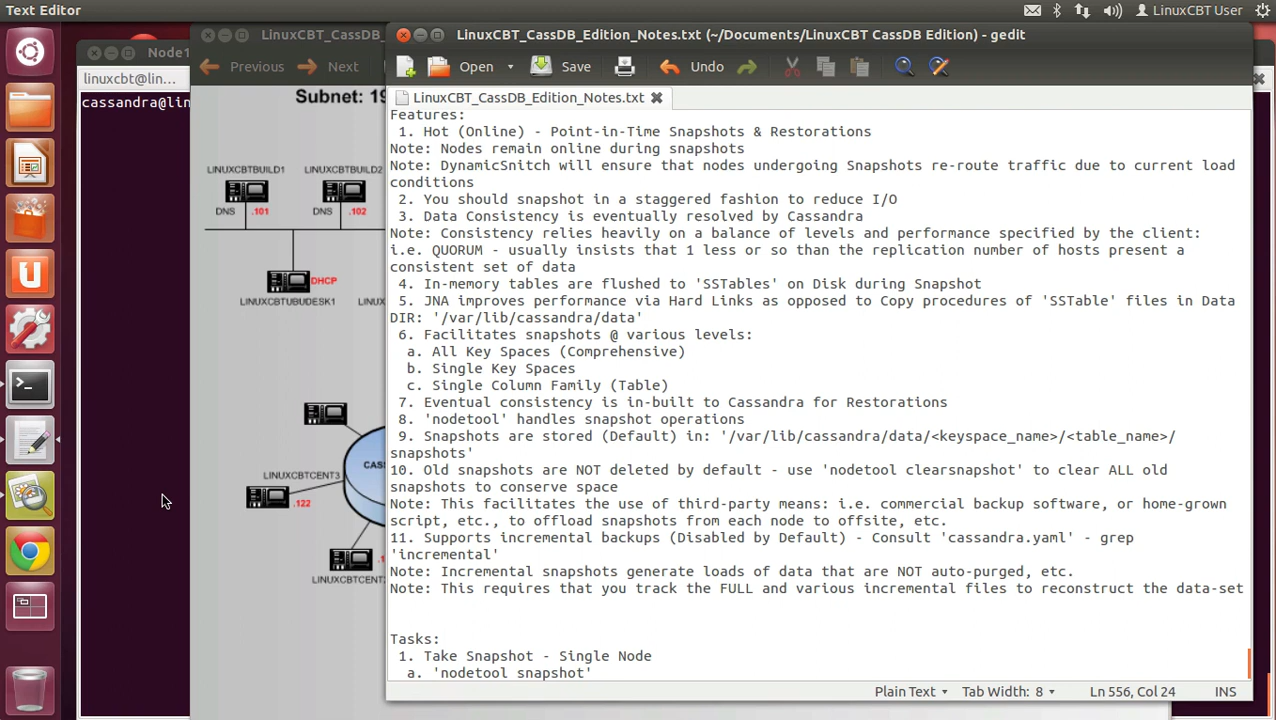 Text Editor
LinuxCBT User
Node1
LinuxCBT_CassDB_
LinuxCBT_CassDB_Edition_Notes.txt (~/Documents/LinuxCBT CassDB Edition) - gedit
linuxcbt@lin...
Previous
Next
Open
Save
Undo
cassandra@lin
Subnet: 19
LinuxCBT_CassDB_Edition_Notes.txt
LINUXCBTBUILD1
LINUXCBTBUILD2
DNS
.101
DNS
.102
DHCP
LINUXCBTUBUDESK1
LINUX
CASS
LINUXCBTCENT3
.122
LINUXCBTCENT2
Features:
1. Hot (Online) - Point-in-Time Snapshots & Restorations
Note: Nodes remain online during snapshots
Note: DynamicSnitch will ensure that nodes undergoing Snapshots re-route traffic due to current load
conditions
2. You should snapshot in a staggered fashion to reduce I/O
3. Data Consistency is eventually resolved by Cassandra
Note: Consistency relies heavily on a balance of levels and performance specified by the client:
i.e. QUORUM - usually insists that 1 less or so than the replication number of hosts present a
consistent set of data
4. In-memory tables are flushed to 'SSTables' on Disk during Snapshot
5. JNA improves performance via Hard Links as opposed to Copy procedures of 'SSTable' files in Data
DIR: '/var/lib/cassandra/data'
6. Facilitates snapshots @ various levels:
a. All Key Spaces (Comprehensive)
b. Single Key Spaces
c. Single Column Family (Table)
7. Eventual consistency is in-built to Cassandra for Restorations
8. 'nodetool' handles snapshot operations
9. Snapshots are stored (Default) in: '/var/lib/cassandra/data/<keyspace_name>/<table_name>/
snapshots'
10. Old snapshots are NOT deleted by default - use 'nodetool clearsnapshot' to clear ALL old
snapshots to conserve space
Note: This facilitates the use of third-party means: i.e. commercial backup software, or home-grown
script, etc., to offload snapshots from each node to offsite, etc.
11. Supports incremental backups (Disabled by Default) - Consult 'cassandra.yaml' - grep
'incremental'
Note: Incremental snapshots generate loads of data that are NOT auto-purged, etc.
Note: This requires that you track the FULL and various incremental files to reconstruct the data-set
Tasks:
1. Take Snapshot - Single Node
a. 'nodetool snapshot'
Plain Text
Tab Width: 8
Ln 556, Col 24
INS